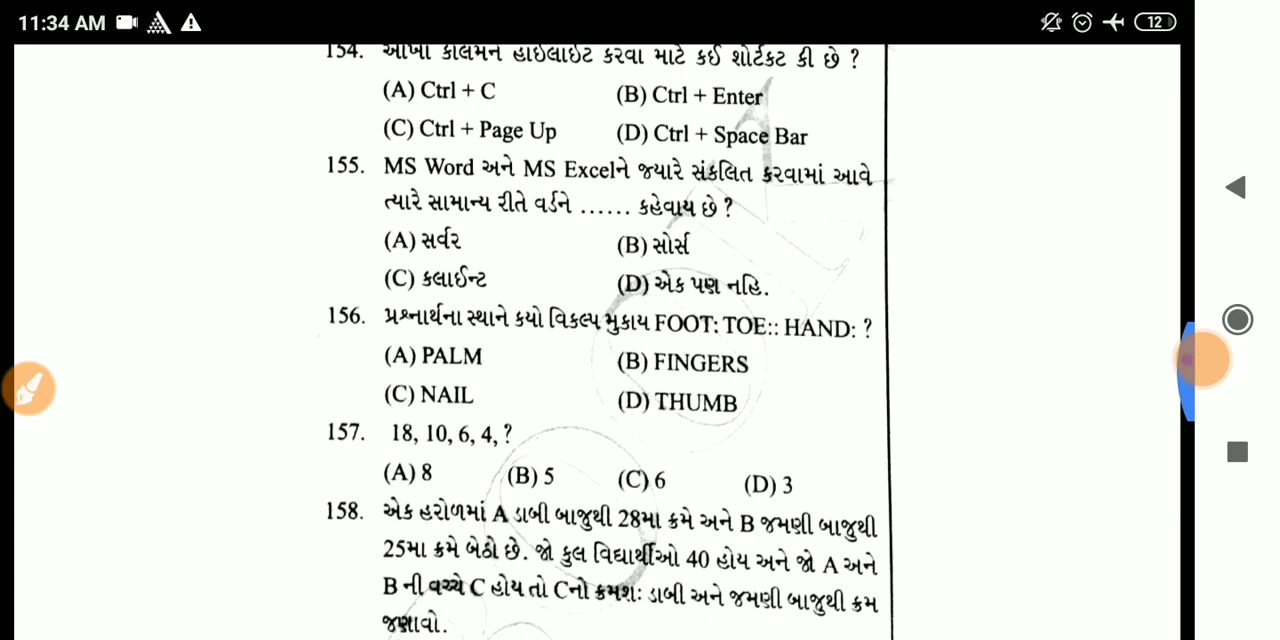 11:34 AM
12
154. આખા કોલમને હાઇલાઇટ કરવા માટે કઈ શોર્ટકટ કી છે ?
(A) Ctrl + C (B) Ctrl + Enter
(C) Ctrl + Page Up (D) Ctrl + Space Bar
155. MS Word અને MS Excelને જ્યારે સંકલિત કરવામાં આવે
ત્યારે સામાન્ય રીતે વર્ડને ...... કહેવાય છે ?
(A) સર્વર (B) સોર્સ
(C) કલાઈન્ટ (D) એક પણ નહિ.
156. પ્રશ્નાર્થના સ્થાને કયો વિકલ્પ મુકાય FOOT: TOE:: HAND: ?
(A) PALM (B) FINGERS
(C) NAIL (D) THUMB
157. 18, 10, 6, 4, ?
(A) 8 (B) 5 (C) 6 (D) 3
158. એક હરોળમાં A ડાબી બાજુથી 28મા ક્રમે અને B જમણી બાજુથી
25મા ક્રમે બેઠો છે. જો કુલ વિદ્યાર્થીઓ 40 હોય અને જો A અને
B ની વચ્ચે C હોય તો Cનો ક્રમશઃ ડાબી અને જમણી બાજુથી ક્રમ
જણાવો.